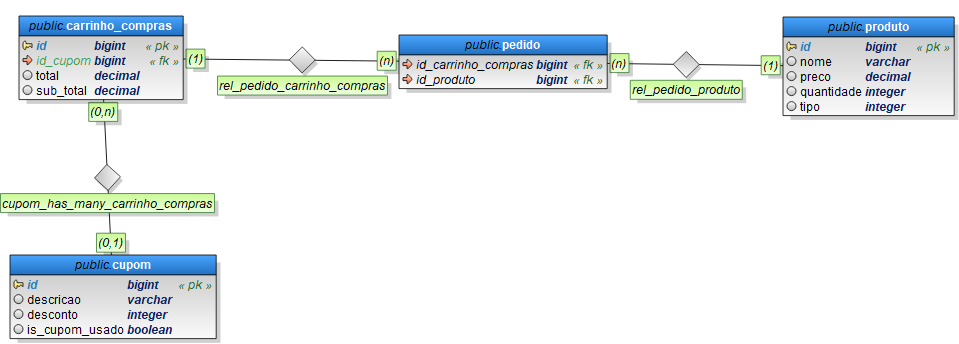 public.carrinho_compras
id bigint « pk »
id_cupom bigint « fk »
total decimal
sub_total decimal
(1)
rel_pedido_carrinho_compras
(n)
public.pedido
id_carrinho_compras bigint « fk »
id_produto bigint « fk »
(n)
rel_pedido_produto
(1)
public.produto
id bigint « pk »
nome varchar
preco decimal
quantidade integer
tipo integer
(0,n)
cupom_has_many_carrinho_compras
(0,1)
public.cupom
id bigint « pk »
descricao varchar
desconto integer
is_cupom_usado boolean